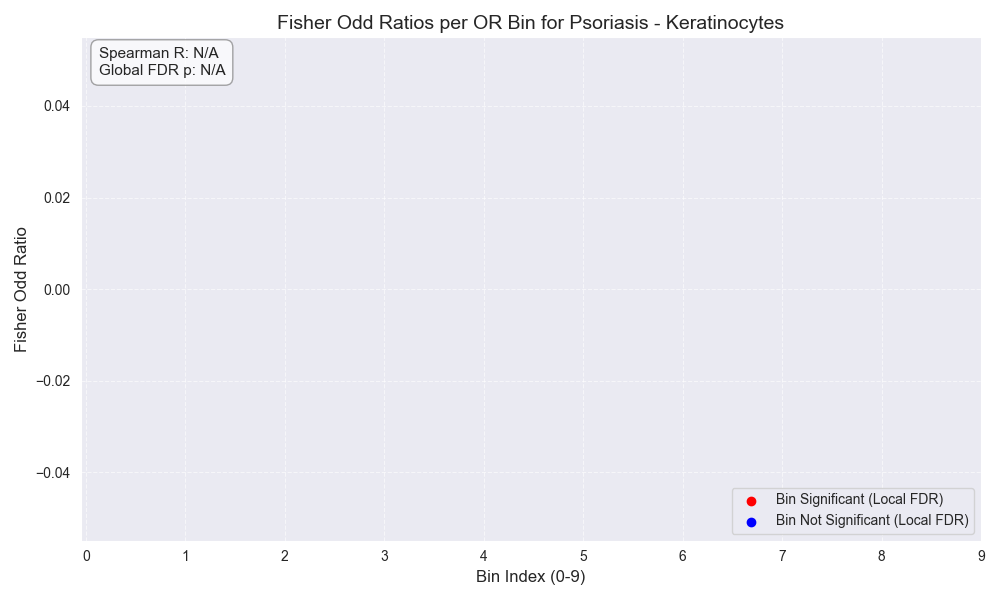 Fisher Odd Ratios per OR Bin for Psoriasis - Keratinocytes
Spearman R: N/A
Global FDR p: N/A
Fisher Odd Ratio
0.04
0.02
0.00
−0.02
−0.04
Bin Significant (Local FDR)
Bin Not Significant (Local FDR)
0 1 2 3 4 5 6 7 8 9
Bin Index (0-9)